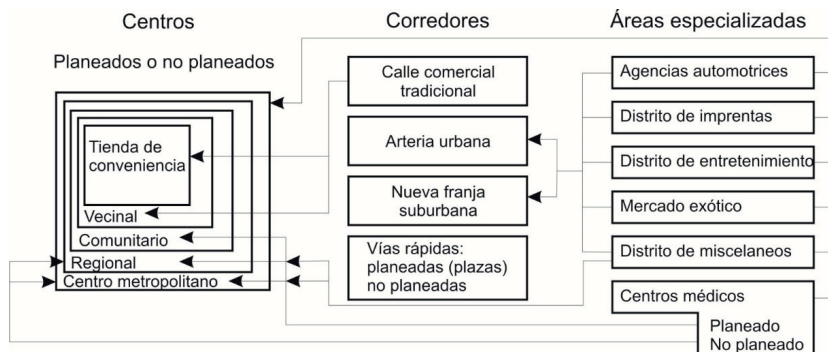 Centros
Planeados o no planeados
Tienda de
conveniencia
Vecinal
Comunitario
Regional
Centro metropolitano
Corredores
Calle comercial
tradicional
Arteria urbana
Nueva franja
suburbana
Vías rápidas:
planeadas (plazas)
no planeadas
Áreas especializadas
Agencias automotrices
Distrito de imprentas
Distrito de entretenimiento
Mercado exótico
Distrito de miscelaneos
Centros médicos
Planeado
No planeado